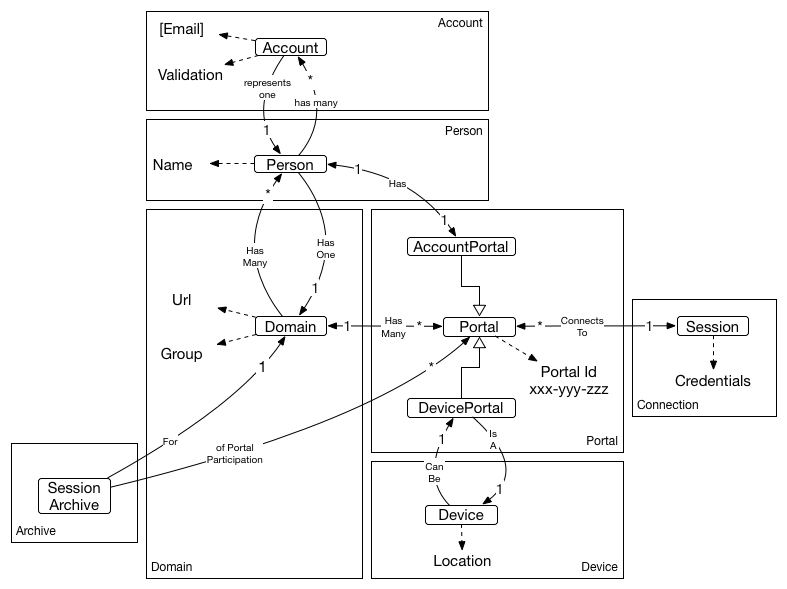 Account
[Email]
Account
Validation
represents
one
*
has many
1
Person
Name
Person
1
Has
1
*
Has
Many
Has
One
1
AccountPortal
Url
Domain
Group
1
Has
Many
*
Portal
*
Connects
To
1
Session
Credentials
Connection
Portal Id
xxx-yyy-zzz
1
*
DevicePortal
Portal
For
of Portal
Participation
1
Is
A
Can
Be
1
Session
Archive
Archive
Device
Location
Domain
Device